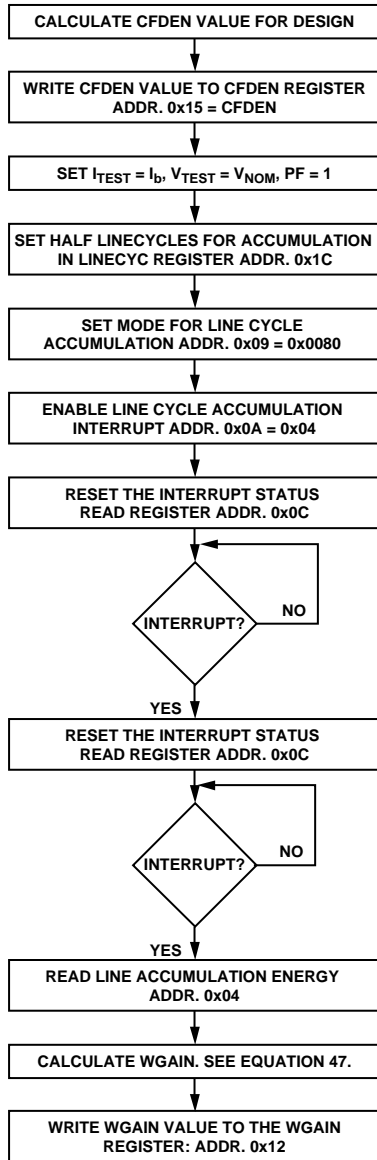 CALCULATE CFDEN VALUE FOR DESIGN
WRITE CFDEN VALUE TO CFDEN REGISTER
ADDR. 0x15 = CFDEN
SET I_TEST = I_b, V_TEST = V_NOM, PF = 1
SET HALF LINECYCLES FOR ACCUMULATION
IN LINECYC REGISTER ADDR. 0x1C
SET MODE FOR LINE CYCLE
ACCUMULATION ADDR. 0x09 = 0x0080
ENABLE LINE CYCLE ACCUMULATION
INTERRUPT ADDR. 0x0A = 0x04
RESET THE INTERRUPT STATUS
READ REGISTER ADDR. 0x0C
INTERRUPT?
NO
YES
RESET THE INTERRUPT STATUS
READ REGISTER ADDR. 0x0C
INTERRUPT?
NO
YES
READ LINE ACCUMULATION ENERGY
ADDR. 0x04
CALCULATE WGAIN. SEE EQUATION 47.
WRITE WGAIN VALUE TO THE WGAIN
REGISTER: ADDR. 0x12